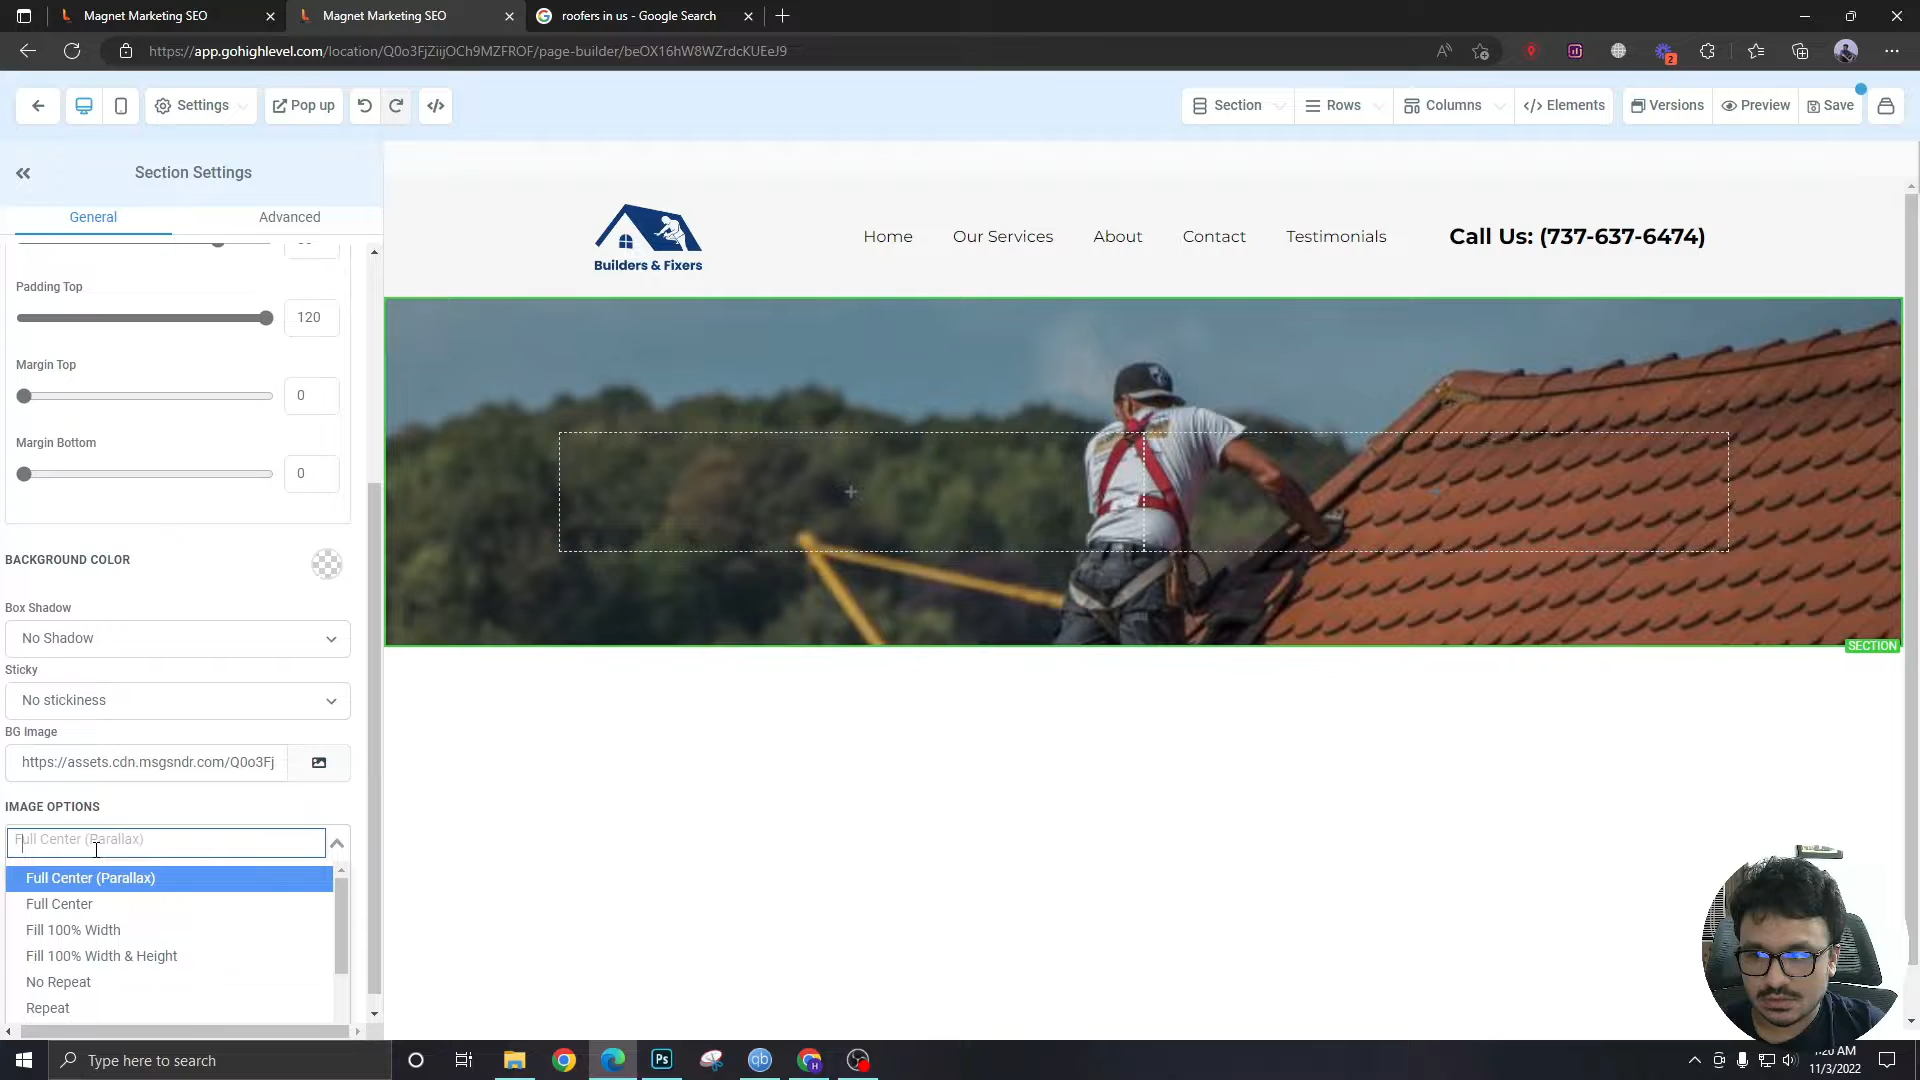 Magnet Marketing SEO
Magnet Marketing SEO
roofers in us - Google Search
https://app.gohighlevel.com/location/Q0o3FjZiijOCh9MZFROF/page-builder/beOX16hW8WZrdcKUEeJ9
2
Settings
Pop up
Section
Rows
Columns
Elements
Versions
Preview
Save
Section Settings
General
Advanced
Padding Top
120
Margin Top
0
Margin Bottom
0
BACKGROUND COLOR
Box Shadow
No Shadow
Sticky
No stickiness
BG Image
https://assets.cdn.msgsndr.com/Q0o3Fj
IMAGE OPTIONS
Full Center (Parallax)
Full Center (Parallax)
Full Center
Fill 100% Width
Fill 100% Width & Height
No Repeat
Repeat
Builders & Fixers
Home
Our Services
About
Contact
Testimonials
Call Us: (737-637-6474)
SECTION
Type here to search
Ps
qb
11/3/2022